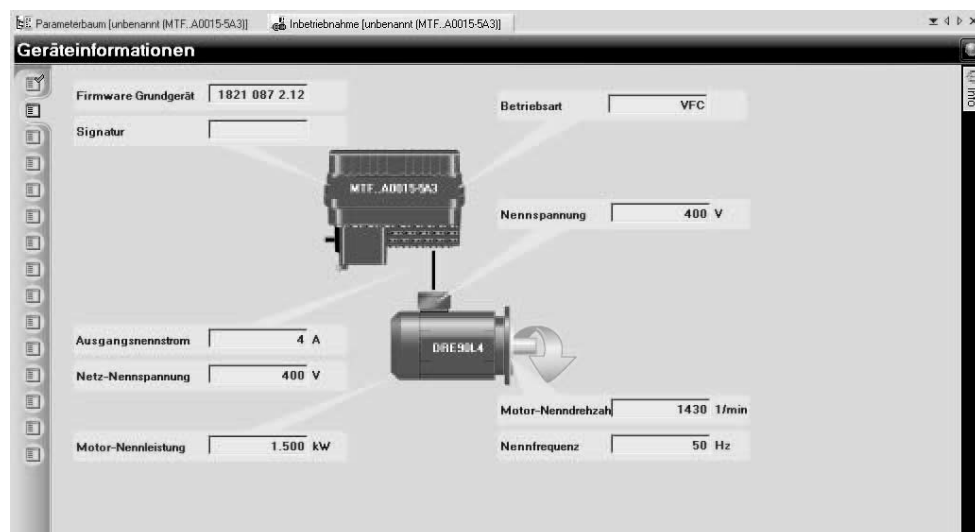 Parameterbaum [unbenannt (MTF..A0015-5A3)]
Inbetriebnahme [unbenannt (MTF..A0015-5A3)]
Geräteinformationen
Info
Firmware Grundgerät 1821 087 2.12
Betriebsart VFC
Signatur
MTF..A0015-5A3
Nennspannung 400 V
Ausgangsnennstrom 4 A
DRE90L4
Netz-Nennspannung 400 V
Motor-Nenndrehzah 1430 1/min
Motor-Nennleistung 1.500 kW
Nennfrequenz 50 Hz